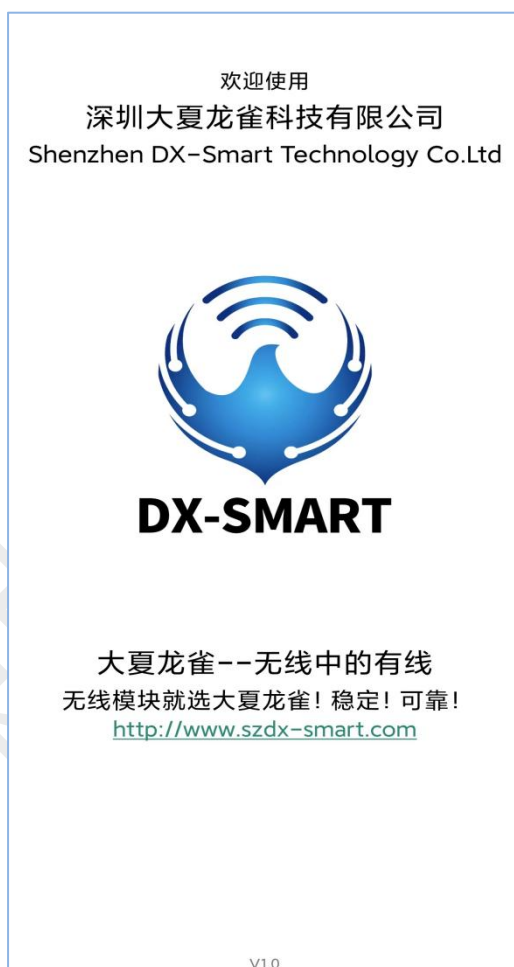 欢迎使用
深圳大夏龙雀科技有限公司
Shenzhen DX-Smart Technology Co.Ltd
DX-SMART
大夏龙雀--无线中的有线
无线模块就选大夏龙雀！稳定！可靠！
http://www.szdx-smart.com
V1.0